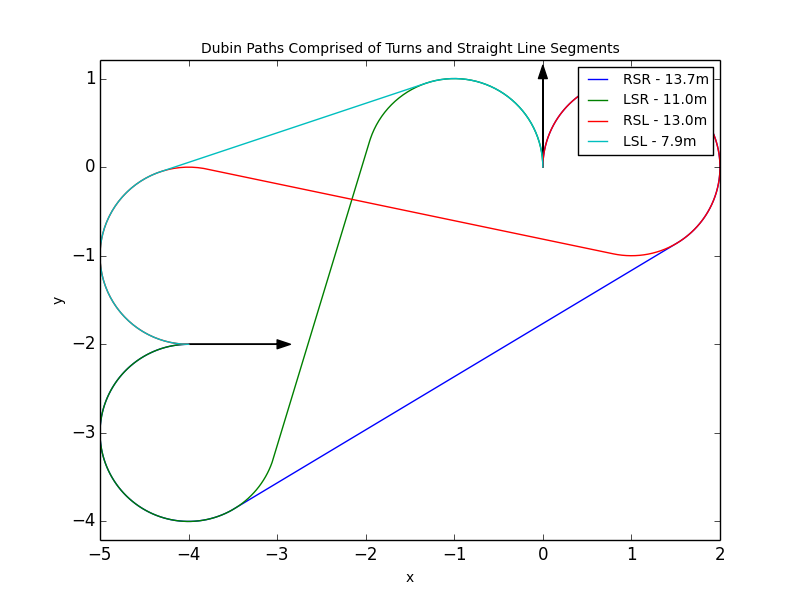 Dubin Paths Comprised of Turns and Straight Line Segments
RSR - 13.7m
LSR - 11.0m
RSL - 13.0m
LSL - 7.9m
1
0
−1
−2
−3
−4
y
−5 −4 −3 −2 −1 0 1 2
x